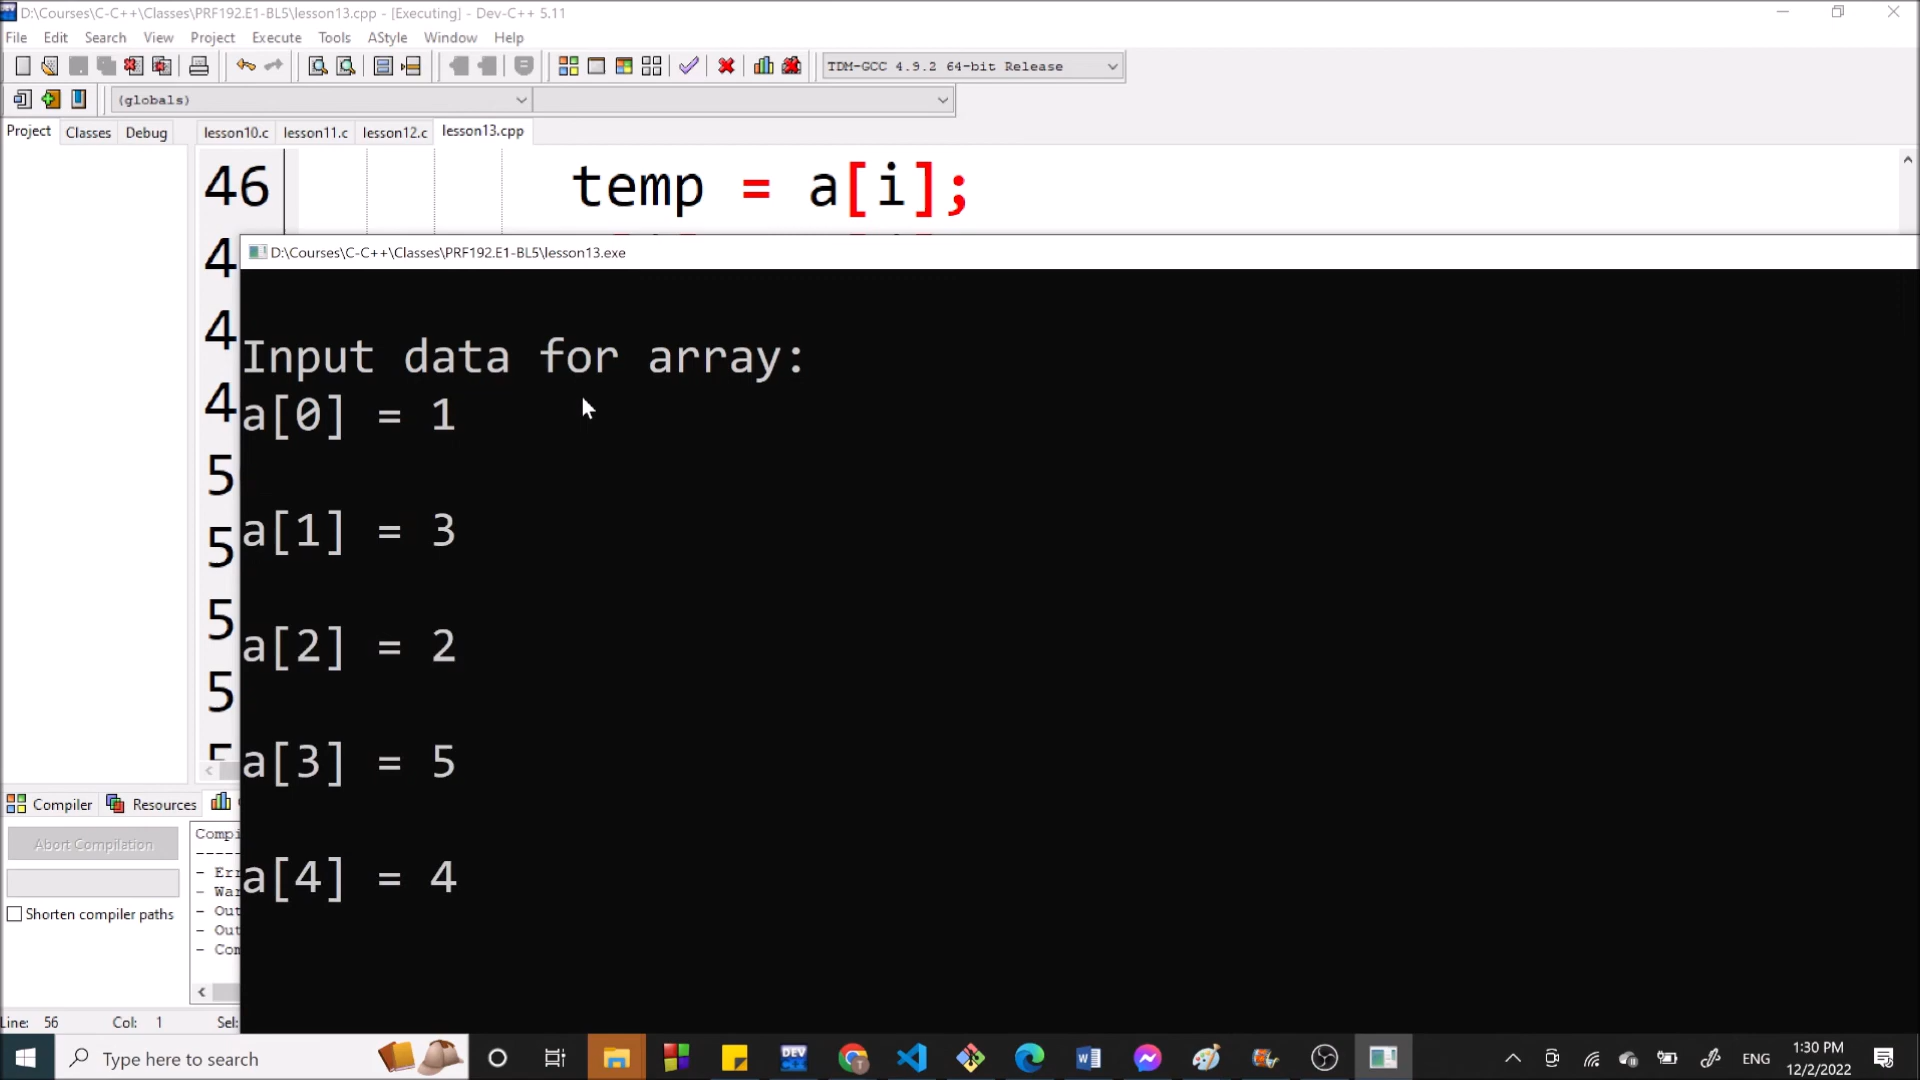 D:\Courses\C-C++\Classes\PRF192.E1-BL5\lesson13.cpp - [Executing] - Dev-C++ 5.11
File Edit Search View Project Execute Tools AStyle Window Help
TDM-GCC 4.9.2 64-bit Release
(globals)
Project Classes Debug lesson10.c lesson11.c lesson12.c lesson13.cpp
46 temp = a[i];
D:\Courses\C-C++\Classes\PRF192.E1-BL5\lesson13.exe
Input data for array:
a[0] = 1
a[1] = 3
a[2] = 2
a[3] = 5
a[4] = 4
Compiler Resources
Abort Compilation
Shorten compiler paths
Line: 56 Col: 1 Sel:
Type here to search
DEV
ENG
1:30 PM
12/2/2022